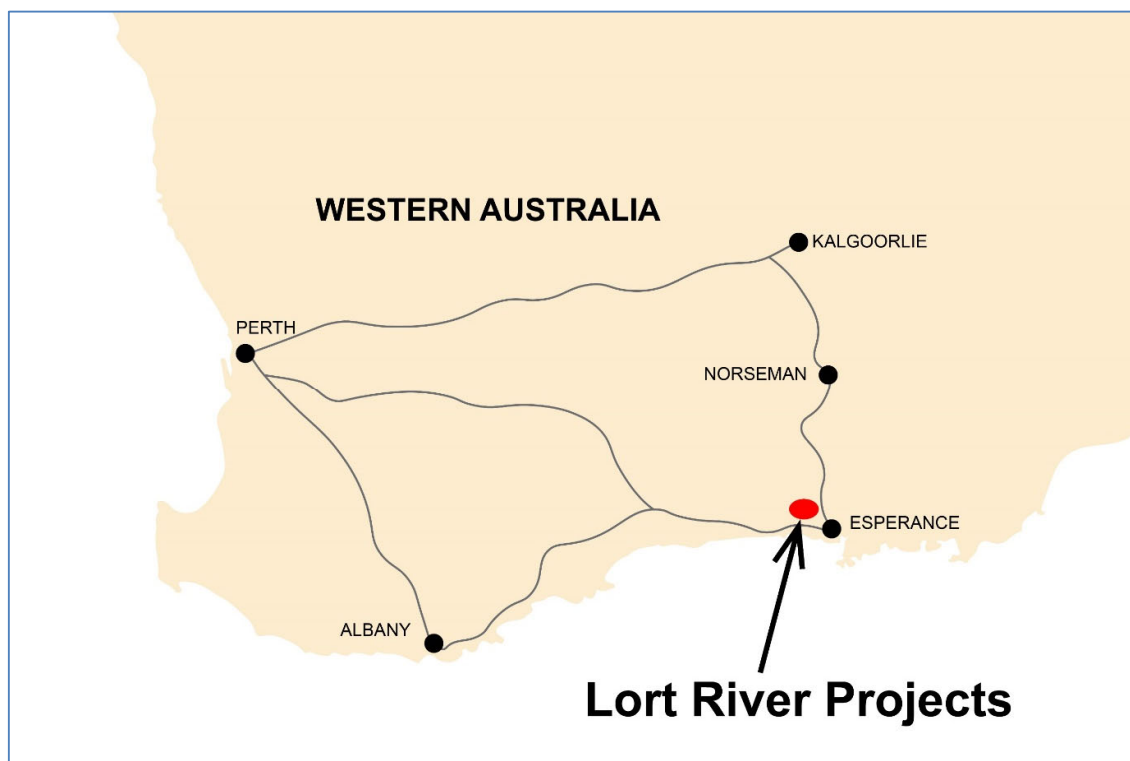 WESTERN AUSTRALIA
KALGOORLIE
PERTH
NORSEMAN
ESPERANCE
ALBANY
Lort River Projects